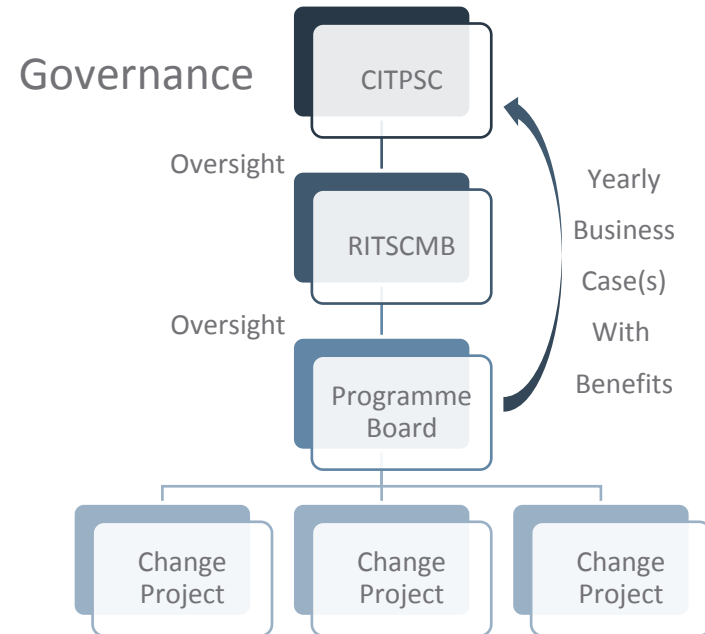 Governance
CITPSC
Oversight
RITSCMB
Oversight
Programme
Board
Yearly
Business
Case(s)
With
Benefits
Change
Project
Change
Project
Change
Project